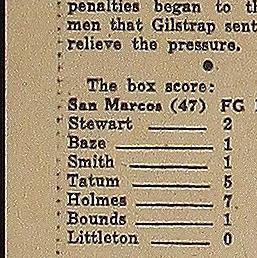 penalties began to th
men that Gilstrap sent
relieve the pressure.
The box score:
San Marcos (47) FG
Stewart 2
Baze 1
Smith 1
Tatum 5
Holmes 7
Bounds 1
Littleton 0